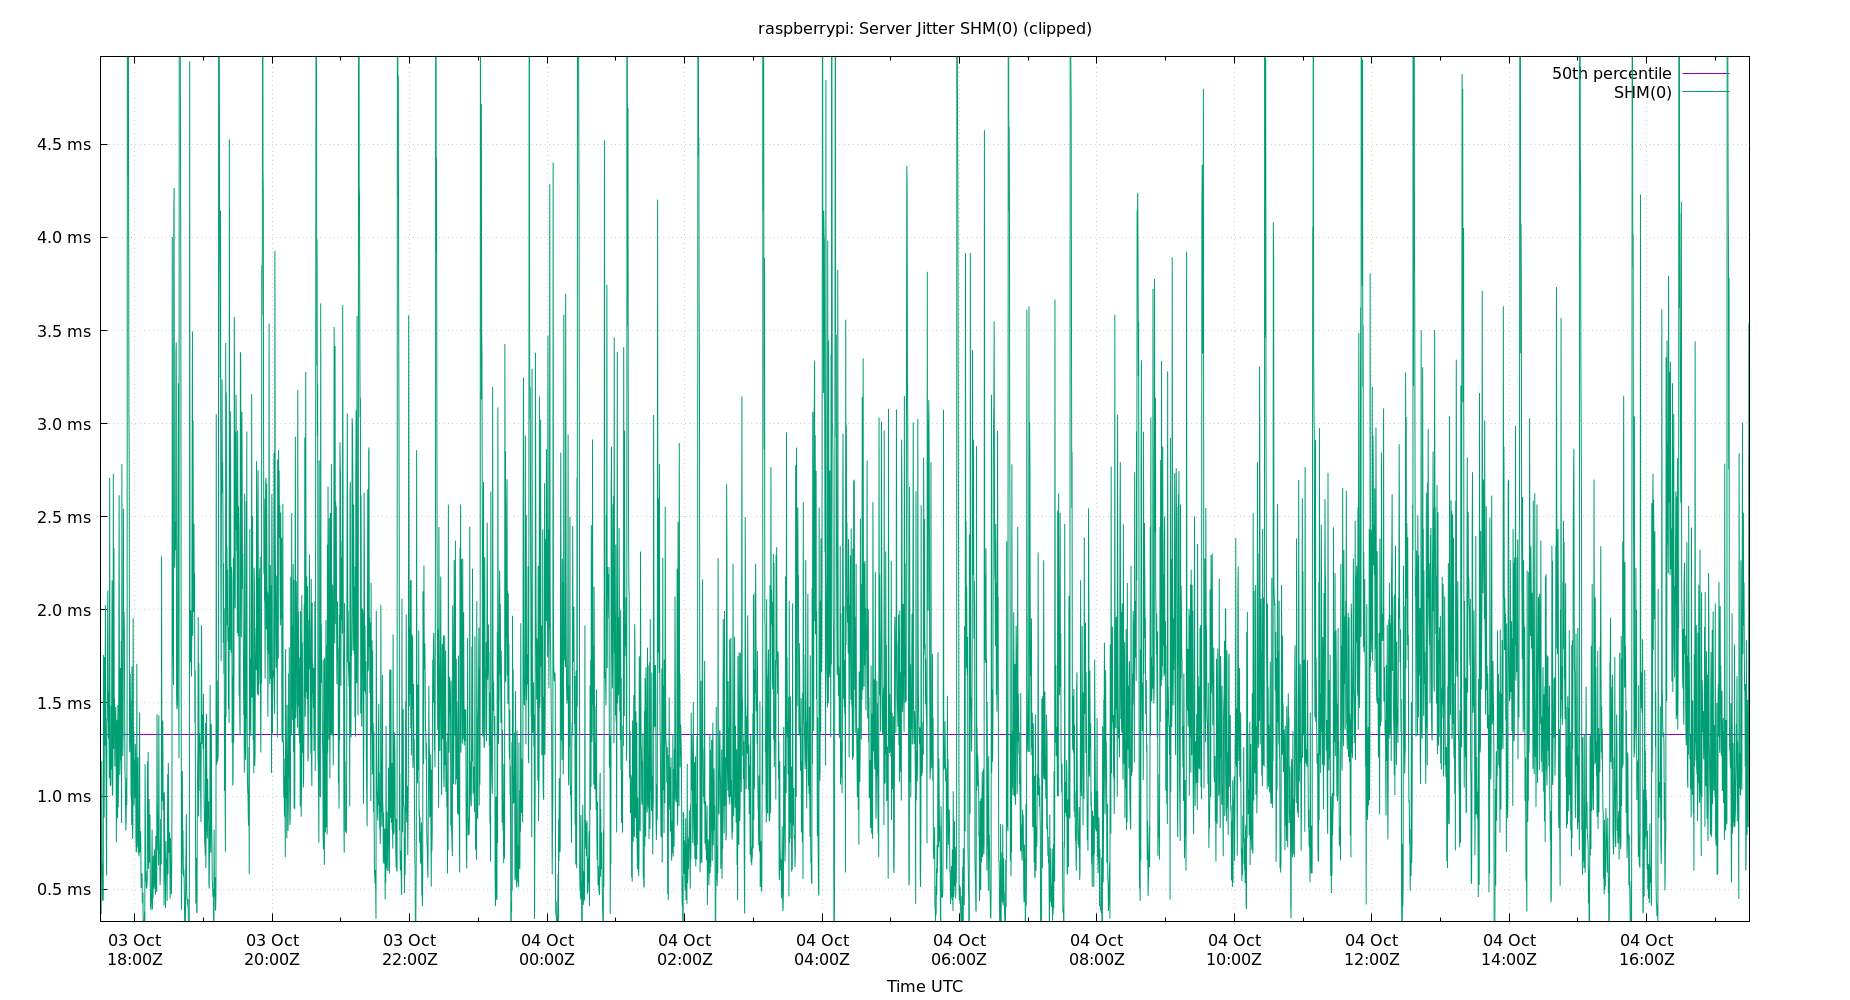 raspberrypi: Server Jitter SHM(0) (clipped)
50th percentile
SHM(0)
4.5 ms
4.0 ms
3.5 ms
3.0 ms
2.5 ms
2.0 ms
1.5 ms
1.0 ms
0.5 ms
03 Oct 03 Oct 03 Oct 04 Oct 04 Oct 04 Oct 04 Oct 04 Oct 04 Oct 04 Oct 04 Oct 04 Oct
18:00Z 20:00Z 22:00Z 00:00Z 02:00Z 04:00Z 06:00Z 08:00Z 10:00Z 12:00Z 14:00Z 16:00Z
Time UTC